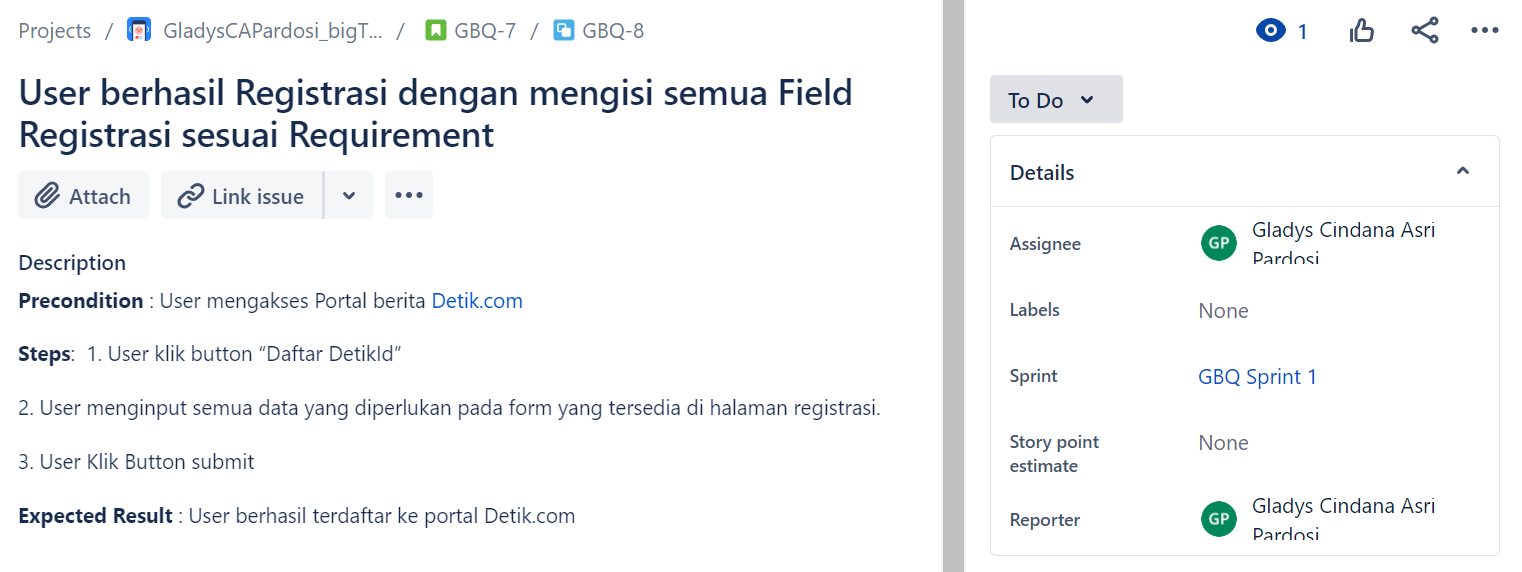 Projects / GladysCAPardosi_bigT... / GBQ-7 / GBQ-8
User berhasil Registrasi dengan mengisi semua Field
Registrasi sesuai Requirement
Attach
Link issue
Description
Precondition : User mengakses Portal berita Detik.com
Steps: 1. User klik button “Daftar DetikId”
2. User menginput semua data yang diperlukan pada form yang tersedia di halaman registrasi.
3. User Klik Button submit
Expected Result : User berhasil terdaftar ke portal Detik.com
1
To Do
Details
Assignee
GP
Gladys Cindana Asri
Pardosi
Labels
None
Sprint
GBQ Sprint 1
Story point
estimate
None
Reporter
GP
Gladys Cindana Asri
Pardosi